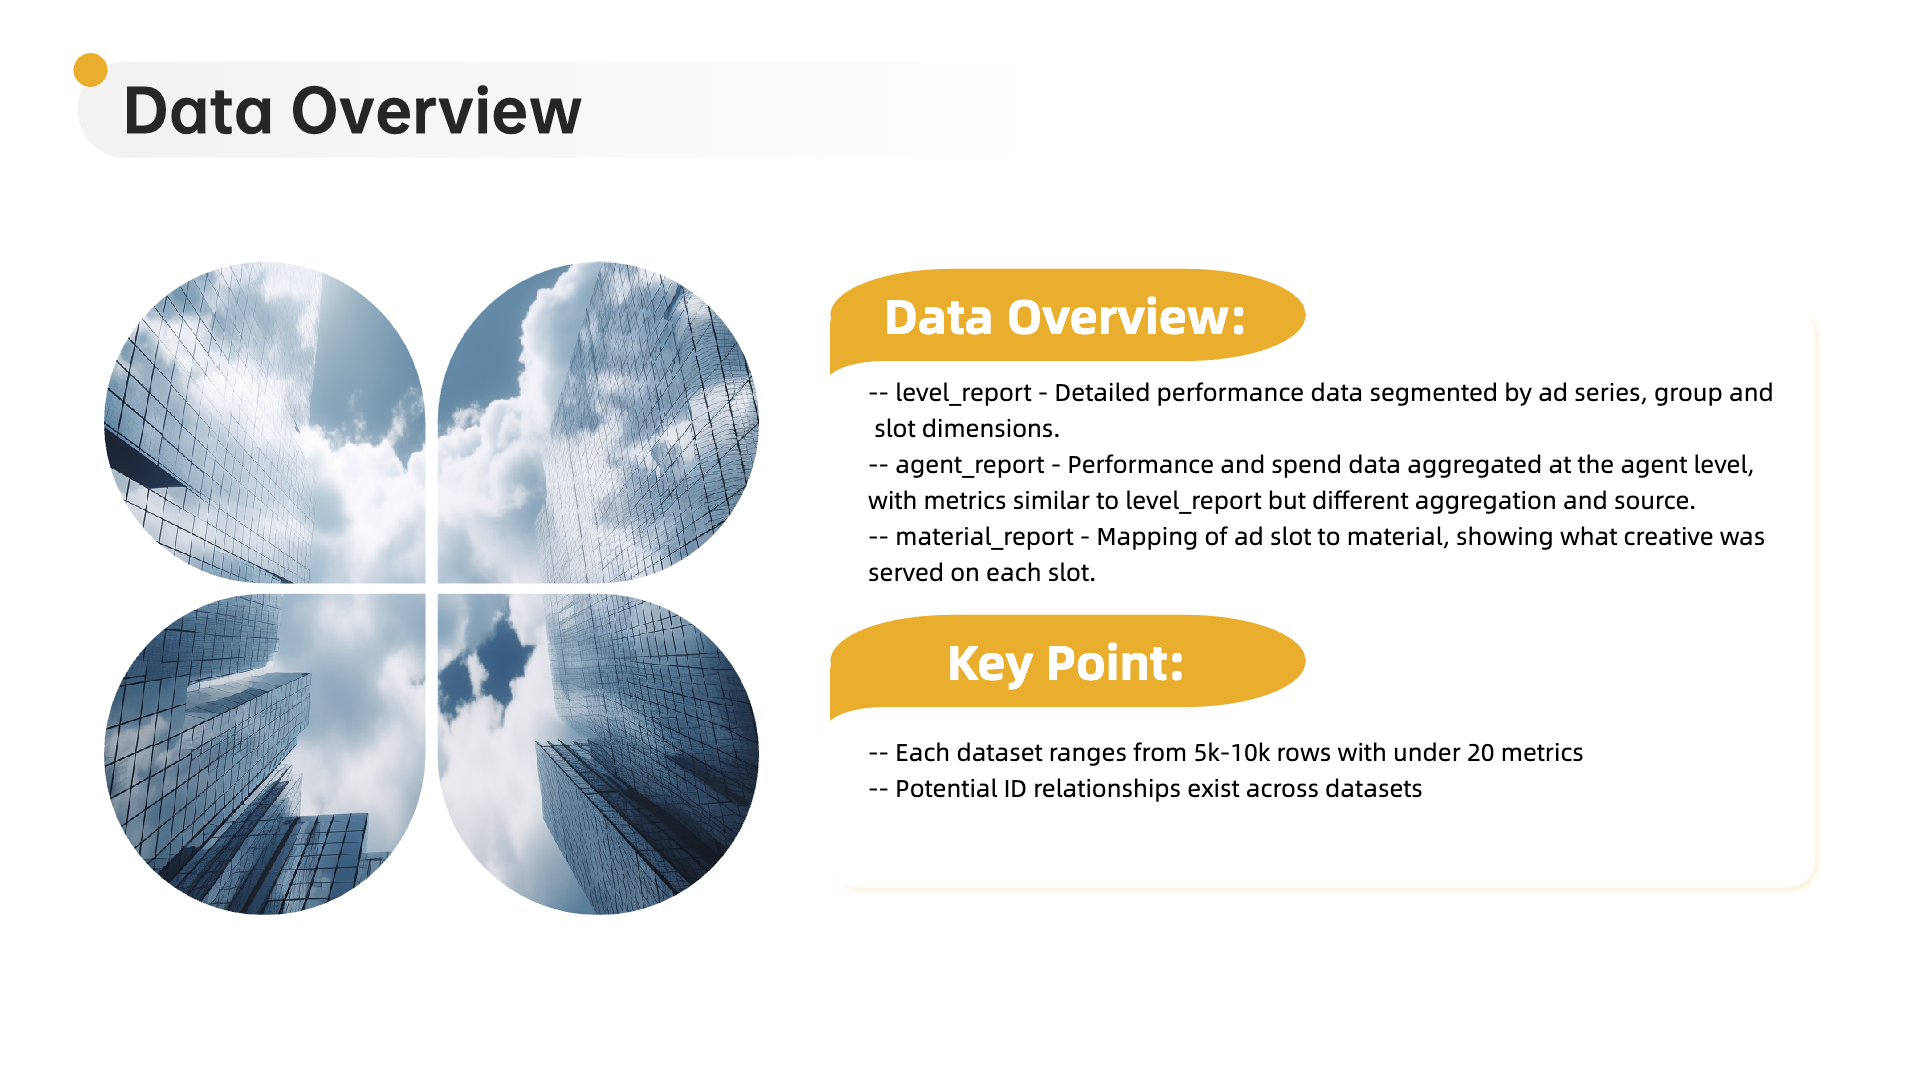 Data Overview
Data Overview:
-- level_report - Detailed performance data segmented by ad series, group and
slot dimensions.
-- agent_report - Performance and spend data aggregated at the agent level,
with metrics similar to level_report but different aggregation and source.
-- material_report - Mapping of ad slot to material, showing what creative was
served on each slot.
Key Point:
-- Each dataset ranges from 5k-10k rows with under 20 metrics
-- Potential ID relationships exist across datasets